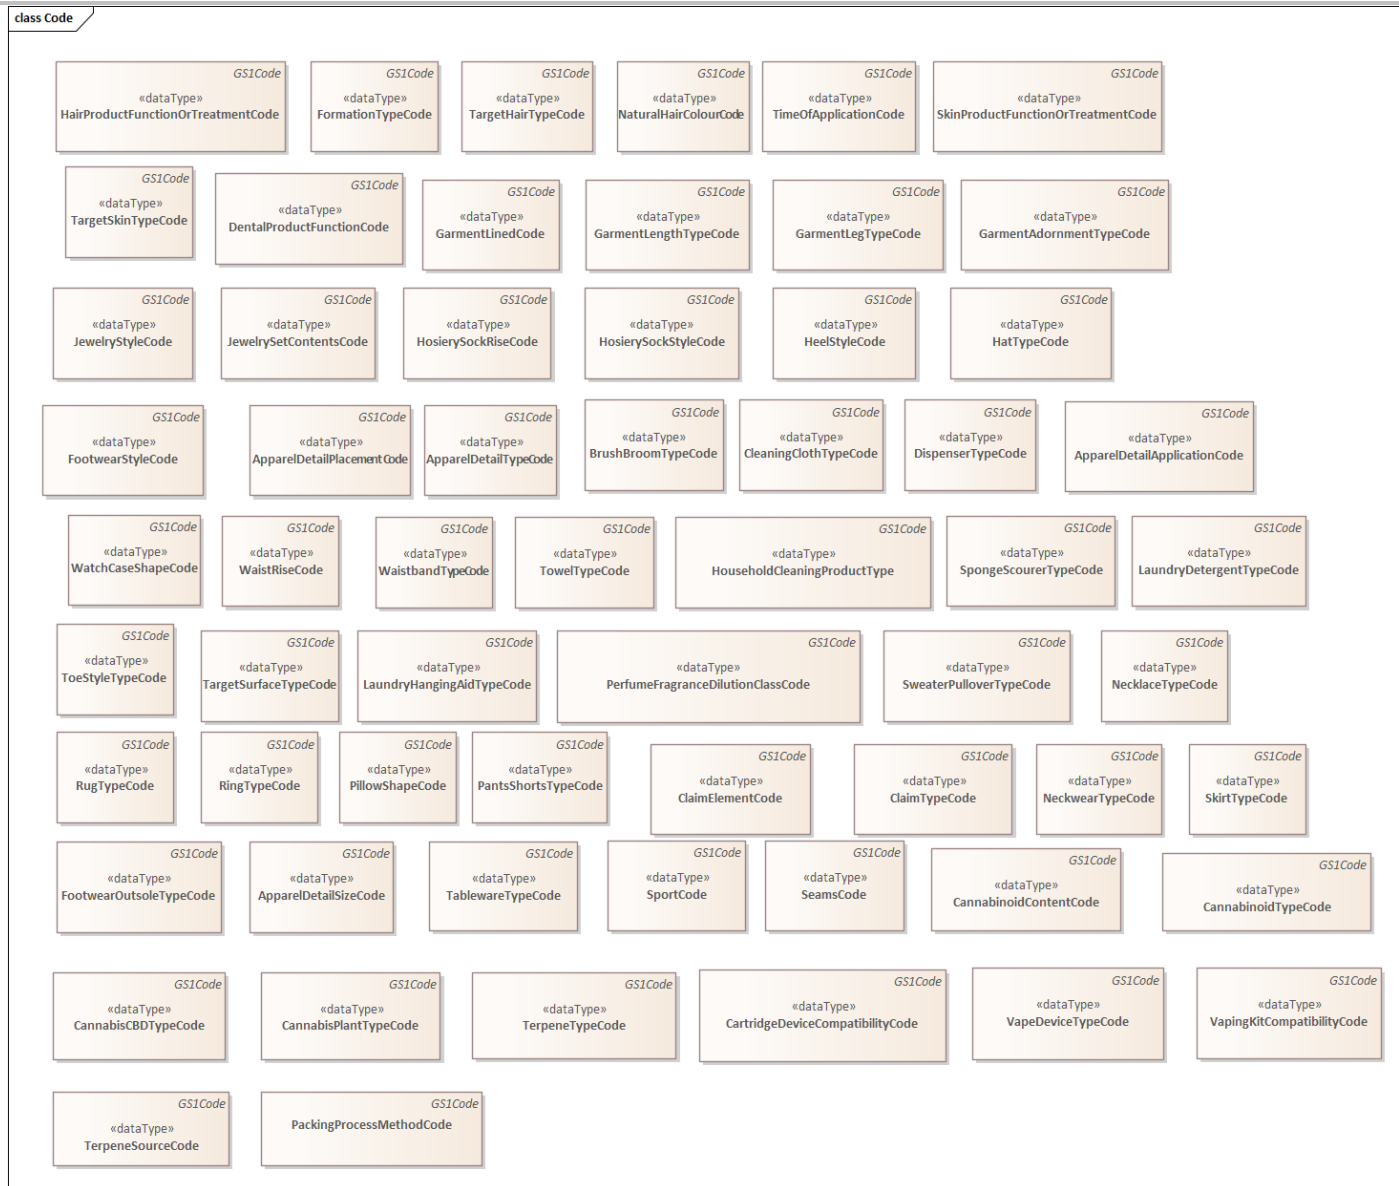 class Code
GS1Code
«dataType»
HairProductFunctionOrTreatmentCode
GS1Code
«dataType»
FormationTypeCode
GS1Code
«dataType»
TargetHairTypeCode
GS1Code
«dataType»
NaturalHairColourCode
GS1Code
«dataType»
TimeOfApplicationCode
GS1Code
«dataType»
SkinProductFunctionOrTreatmentCode
GS1Code
«dataType»
TargetSkinTypeCode
GS1Code
«dataType»
DentalProductFunctionCode
GS1Code
«dataType»
GarmentLinedCode
GS1Code
«dataType»
GarmentLengthTypeCode
GS1Code
«dataType»
GarmentLegTypeCode
GS1Code
«dataType»
GarmentAdornmentTypeCode
GS1Code
«dataType»
JewelryStyleCode
GS1Code
«dataType»
JewelrySetContentsCode
GS1Code
«dataType»
HosierySockRiseCode
GS1Code
«dataType»
HosierySockStyleCode
GS1Code
«dataType»
HeelStyleCode
GS1Code
«dataType»
HatTypeCode
GS1Code
«dataType»
FootwearStyleCode
GS1Code
«dataType»
ApparelDetailPlacementCode
GS1Code
«dataType»
ApparelDetailTypeCode
GS1Code
«dataType»
BrushBroomTypeCode
GS1Code
«dataType»
CleaningClothTypeCode
GS1Code
«dataType»
DispenserTypeCode
GS1Code
«dataType»
ApparelDetailApplicationCode
GS1Code
«dataType»
WatchCaseShapeCode
GS1Code
«dataType»
WaistRiseCode
GS1Code
«dataType»
WaistbandTypeCode
GS1Code
«dataType»
TowelTypeCode
GS1Code
«dataType»
HouseholdCleaningProductType
GS1Code
«dataType»
SpongeScourerTypeCode
GS1Code
«dataType»
LaundryDetergentTypeCode
GS1Code
«dataType»
ToeStyleTypeCode
GS1Code
«dataType»
TargetSurfaceTypeCode
GS1Code
«dataType»
LaundryHangingAidTypeCode
GS1Code
«dataType»
PerfumeFragranceDilutionClassCode
GS1Code
«dataType»
SweaterPulloverTypeCode
GS1Code
«dataType»
NecklaceTypeCode
GS1Code
«dataType»
RugTypeCode
GS1Code
«dataType»
RingTypeCode
GS1Code
«dataType»
PillowShapeCode
GS1Code
«dataType»
PantsShortsTypeCode
GS1Code
«dataType»
ClaimElementCode
GS1Code
«dataType»
ClaimTypeCode
GS1Code
«dataType»
NeckwearTypeCode
GS1Code
«dataType»
SkirtTypeCode
GS1Code
«dataType»
FootwearOutsoleTypeCode
GS1Code
«dataType»
ApparelDetailSizeCode
GS1Code
«dataType»
TablewareTypeCode
GS1Code
«dataType»
SportCode
GS1Code
«dataType»
SeamsCode
GS1Code
«dataType»
CannabinoidContentCode
GS1Code
«dataType»
CannabinoidTypeCode
GS1Code
«dataType»
CannabisCBDTypeCode
GS1Code
«dataType»
CannabisPlantTypeCode
GS1Code
«dataType»
TerpeneTypeCode
GS1Code
«dataType»
CartridgeDeviceCompatibilityCode
GS1Code
«dataType»
VapeDeviceTypeCode
GS1Code
«dataType»
VapingKitCompatibilityCode
GS1Code
«dataType»
TerpeneSourceCode
GS1Code
PackingProcessMethodCode